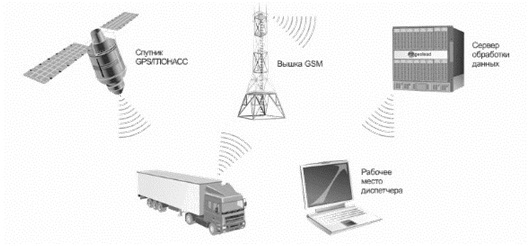 Спутник
GPS/ГЛОНАСС
Вышка GSM
Сервер
обработки
данных
Рабочее
место
диспетчера